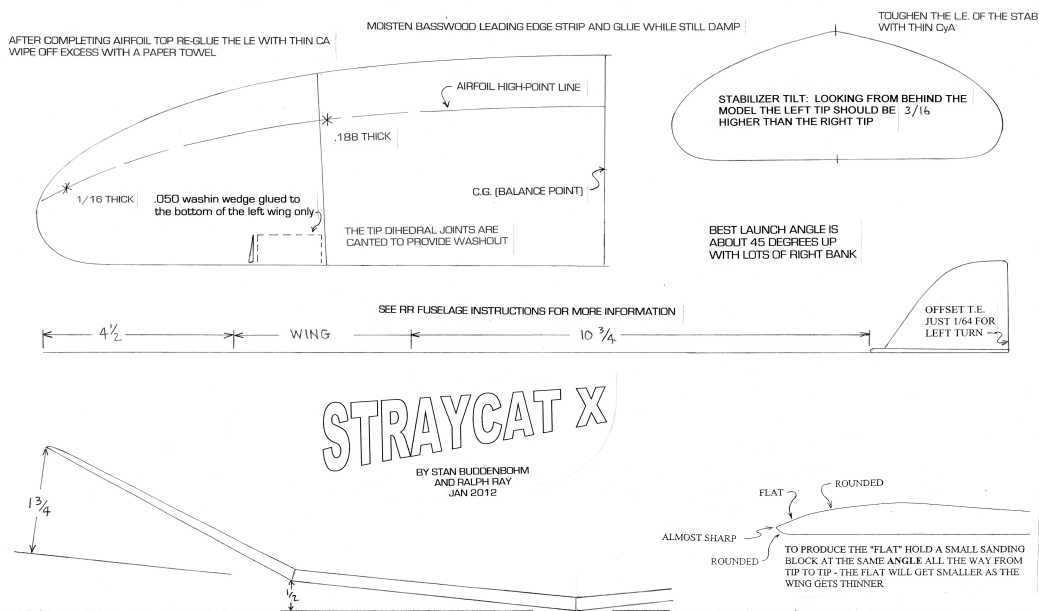 MOISTEN BASSWOOD LEADING EDGE STRIP AND GLUE WHILE STILL DAMP
TOUGHEN THE L.E. OF THE STAB
WITH THIN CyA
AFTER COMPLETING AIRFOIL TOP RE-GLUE THE LE WITH THIN CA
WIPE OFF EXCESS WITH A PAPER TOWEL
AIRFOIL HIGH-POINT LINE
.188 THICK
1/16 THICK
.050 washin wedge glued to
the bottom of the left wing only
C.G. (BALANCE POINT)
THE TIP DIHEDRAL JOINTS ARE
CANTED TO PROVIDE WASHOUT
STABILIZER TILT: LOOKING FROM BEHIND THE
MODEL THE LEFT TIP SHOULD BE 3/16
HIGHER THAN THE RIGHT TIP
BEST LAUNCH ANGLE IS
ABOUT 45 DEGREES UP
WITH LOTS OF RIGHT BANK
SEE RR FUSELAGE INSTRUCTIONS FOR MORE INFORMATION
4 1/2
WING
10 3/4
OFFSET T.E.
JUST 1/64 FOR
LEFT TURN
STRAYCAT X
BY STAN BUDDENBOHM
AND RALPH RAY
JAN 2012
1 3/4
1/2
FLAT
ROUNDED
ALMOST SHARP
ROUNDED
TO PRODUCE THE "FLAT" HOLD A SMALL SANDING
BLOCK AT THE SAME ANGLE ALL THE WAY FROM
TIP TO TIP - THE FLAT WILL GET SMALLER AS THE
WING GETS THINNER